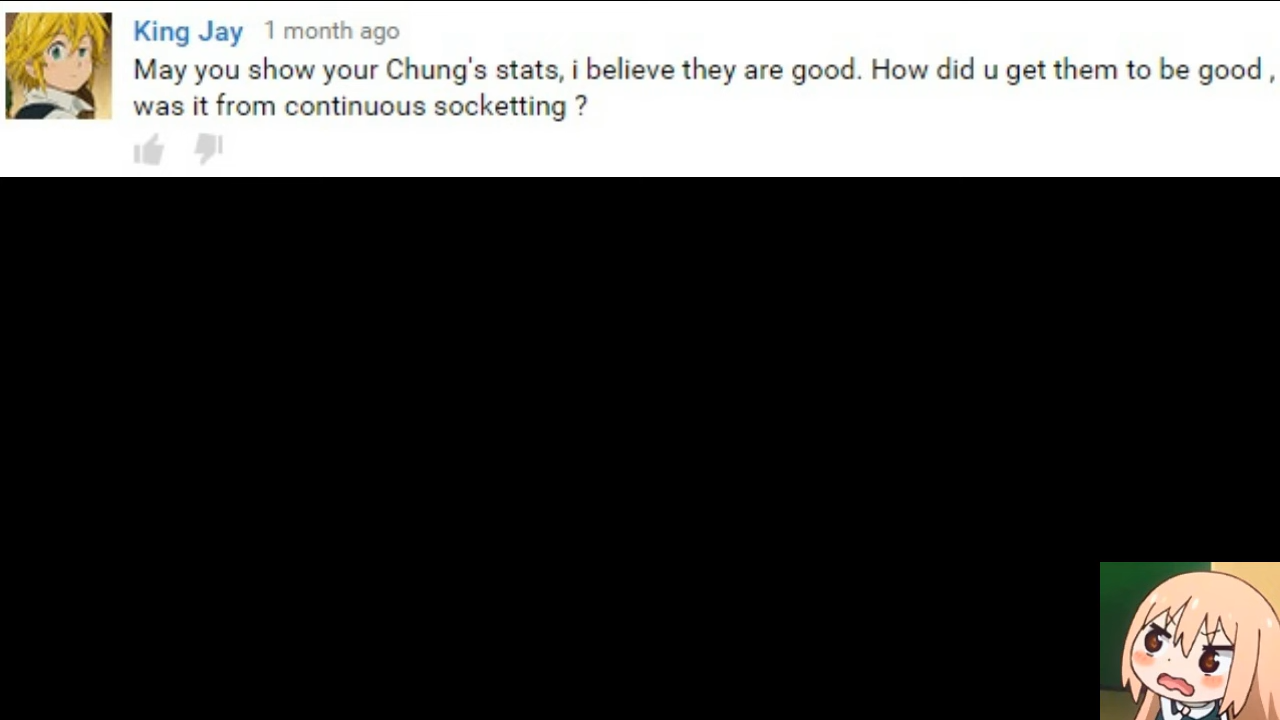 King Jay 1 month ago
May you show your Chung's stats, i believe they are good. How did u get them to be good ,
was it from continuous socketting ?